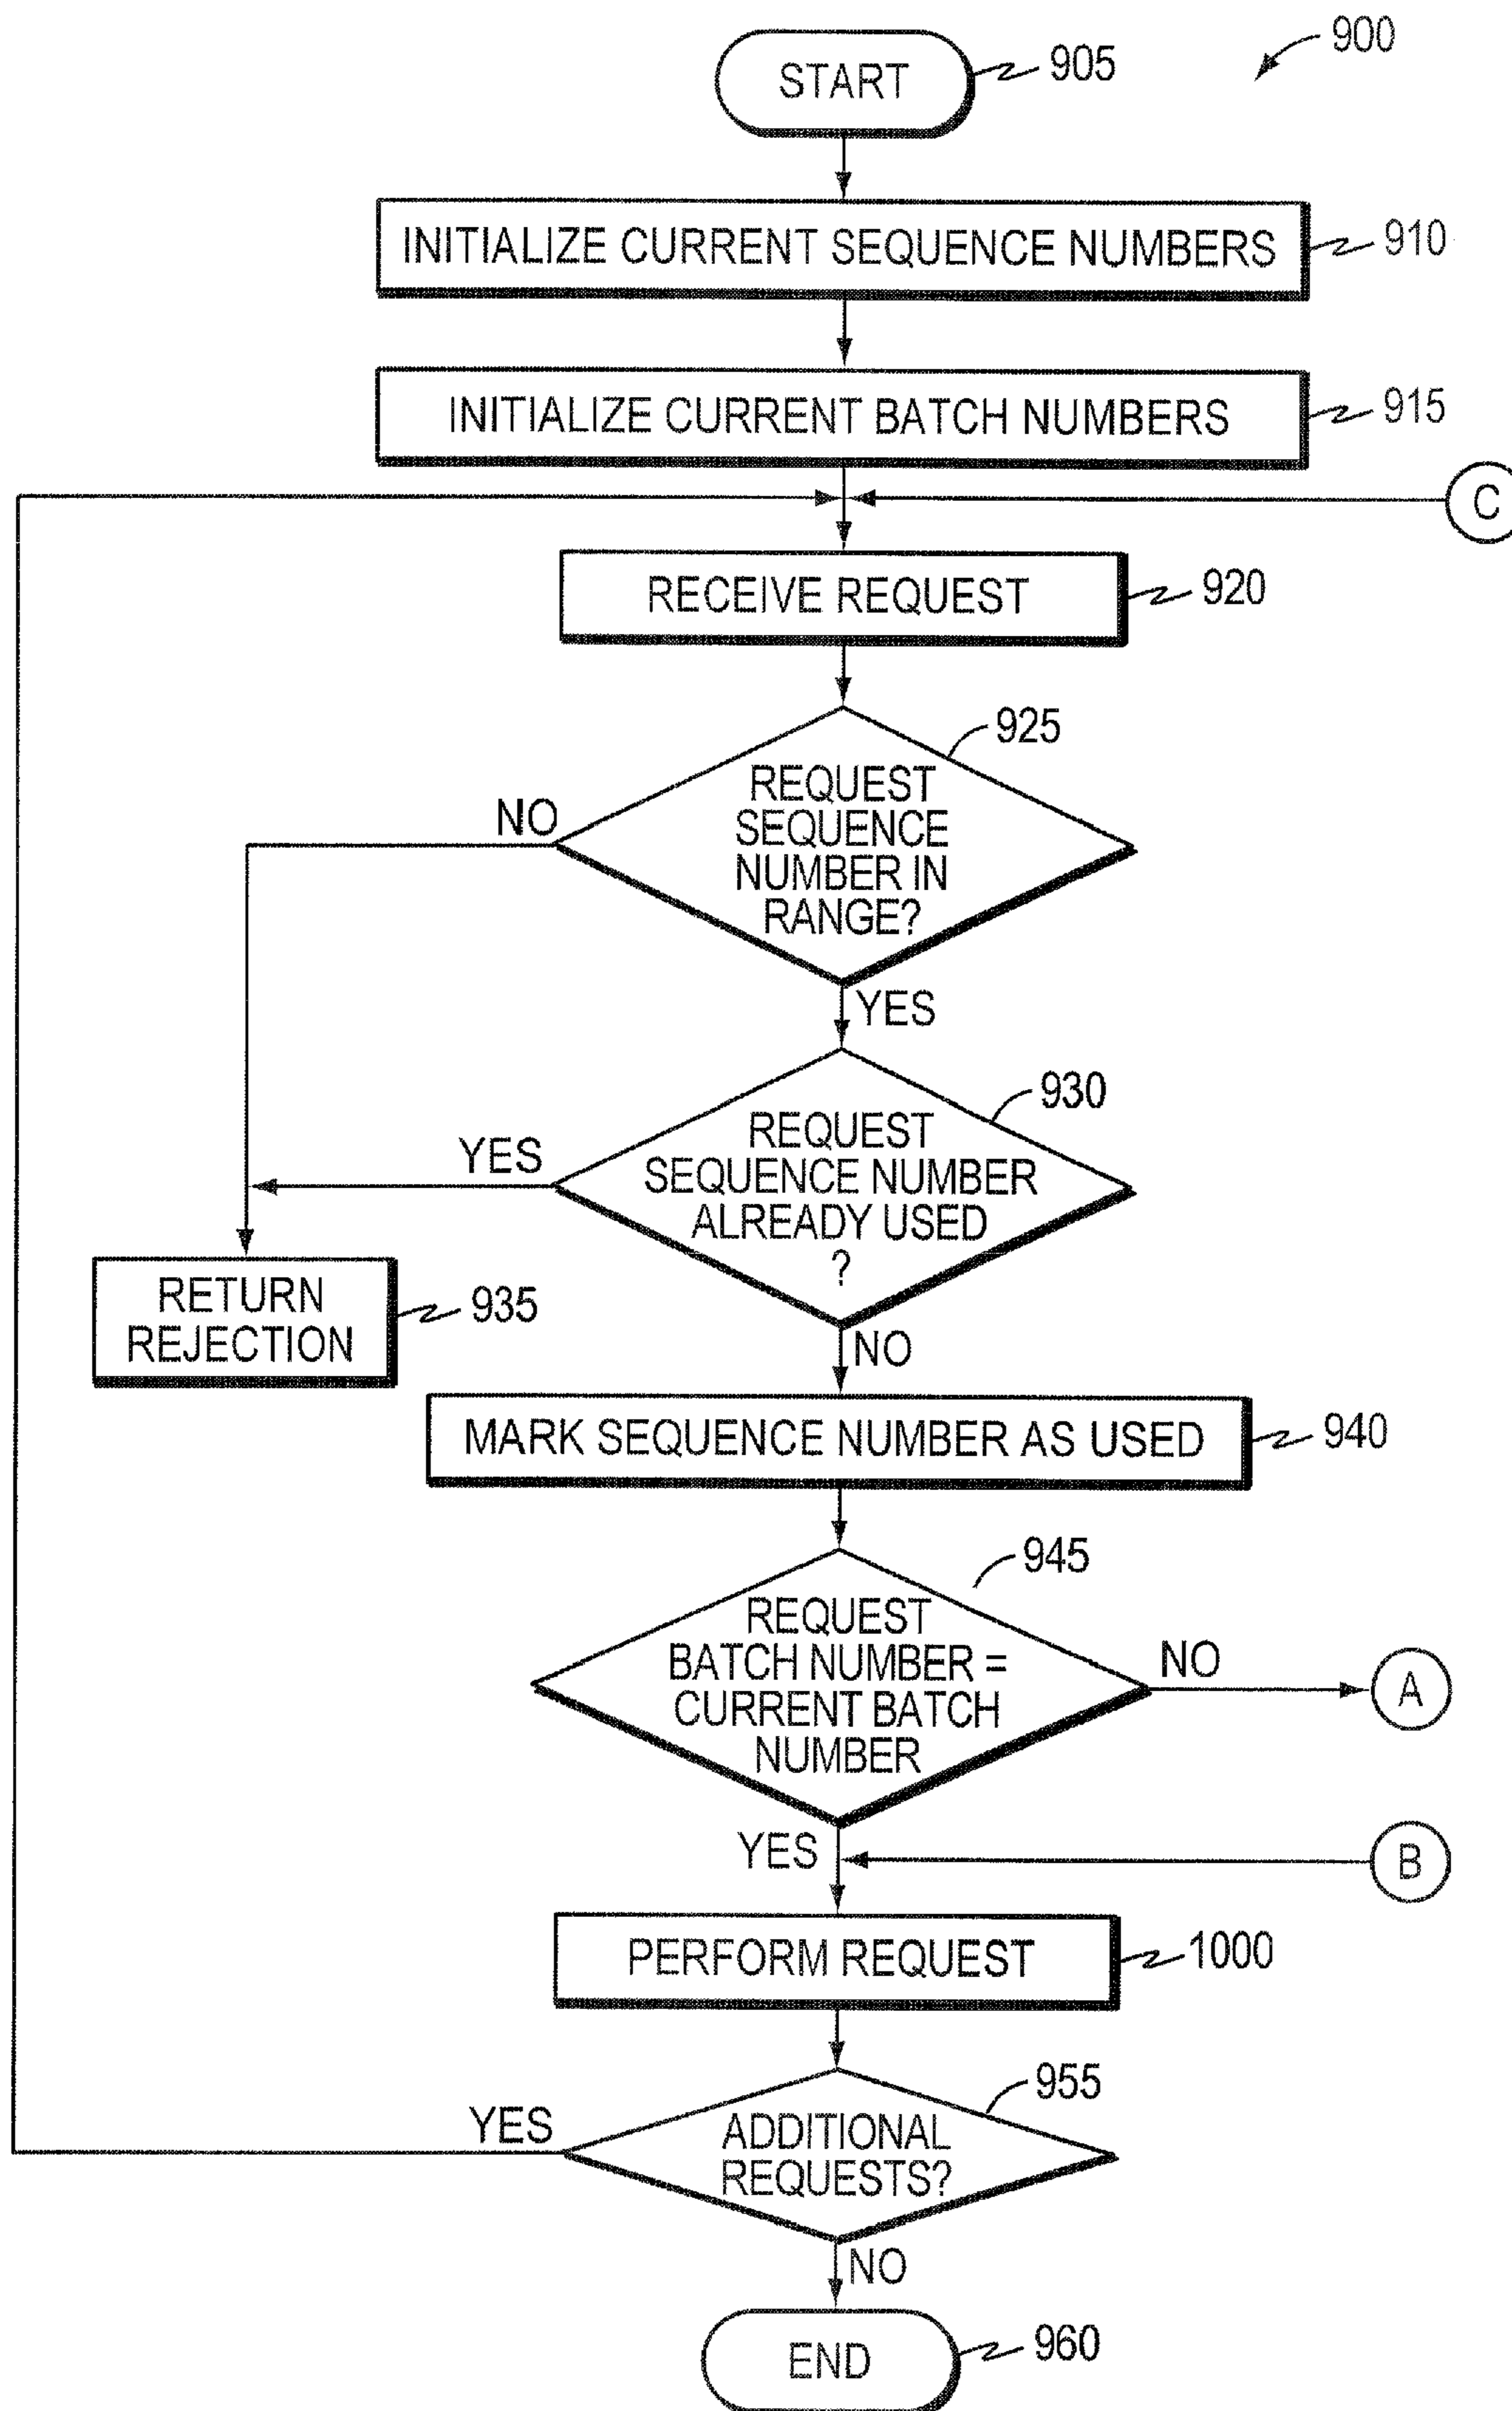 900
START
905
INITIALIZE CURRENT SEQUENCE NUMBERS
910
INITIALIZE CURRENT BATCH NUMBERS
915
C
RECEIVE REQUEST
920
925
REQUEST
SEQUENCE
NUMBER IN
RANGE?
NO
YES
930
REQUEST
SEQUENCE NUMBER
ALREADY USED
?
YES
RETURN
REJECTION
935
NO
MARK SEQUENCE NUMBER AS USED
940
945
REQUEST
BATCH NUMBER =
CURRENT BATCH
NUMBER
NO
A
YES
B
PERFORM REQUEST
1000
955
ADDITIONAL
REQUESTS?
YES
NO
END
960